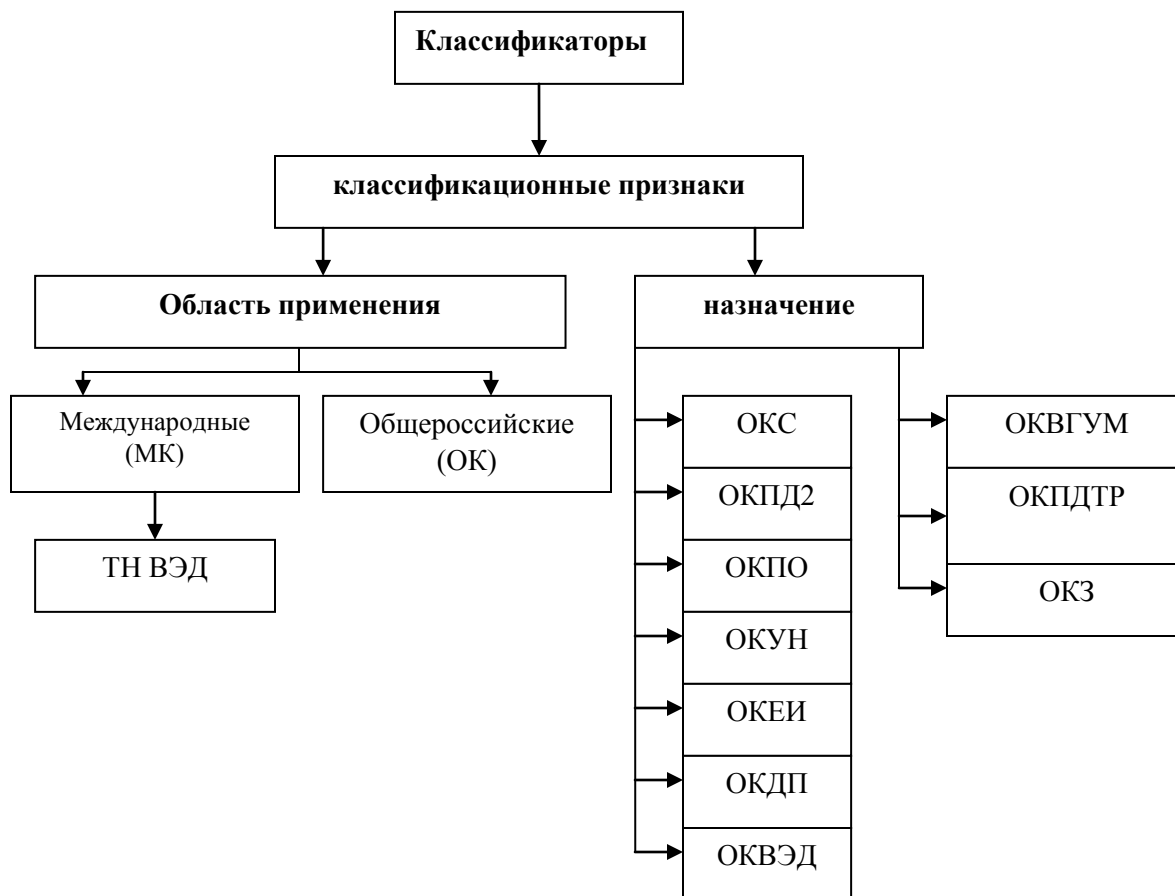 Классификаторы
классификационные признаки
Область применения
назначение
Международные
(МК)
Общероссийские
(ОК)
ТН ВЭД
ОКС
ОКПД2
ОКПО
ОКУН
ОКЕИ
ОКДП
ОКВЭД
ОКВГУМ
ОКПДТР
ОКЗ